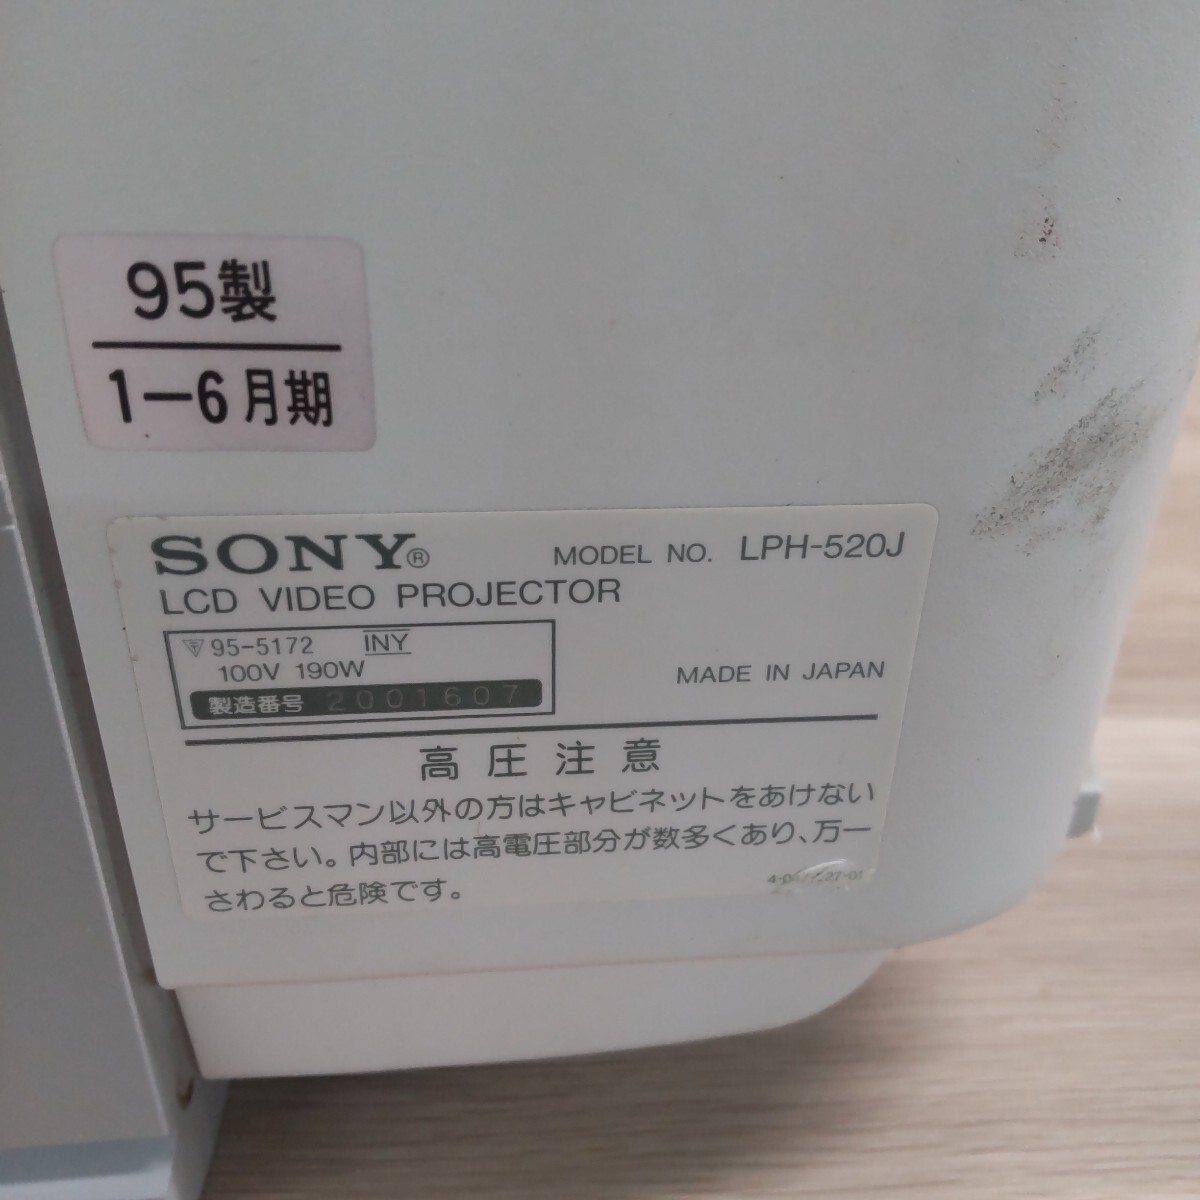 95製
1-6月期
SONY® MODEL NO. LPH-520J
LCD VIDEO PROJECTOR
95-5172 INY
100V 190W
MADE IN JAPAN
製造番号 2001607
高圧注意
サービスマン以外の方はキャビネットをあけない
で下さい。内部には高電圧部分が数多くあり、万一
さわると危険です。